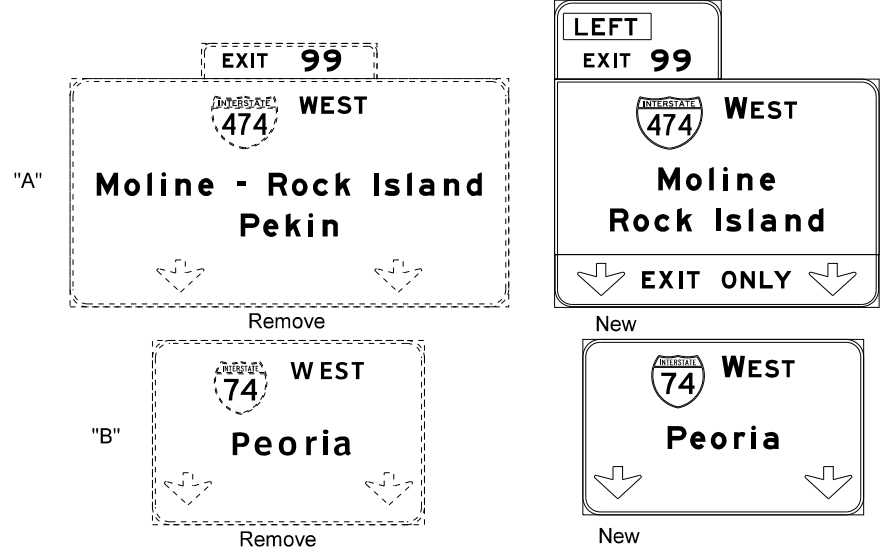 EXIT 99
INTERSTATE
474
WEST
"A"
Moline - Rock Island
Pekin
Remove
LEFT
EXIT 99
INTERSTATE
474
WEST
Moline
Rock Island
EXIT ONLY
New
INTERSTATE
74
WEST
"B"
Peoria
Remove
INTERSTATE
74
WEST
Peoria
New